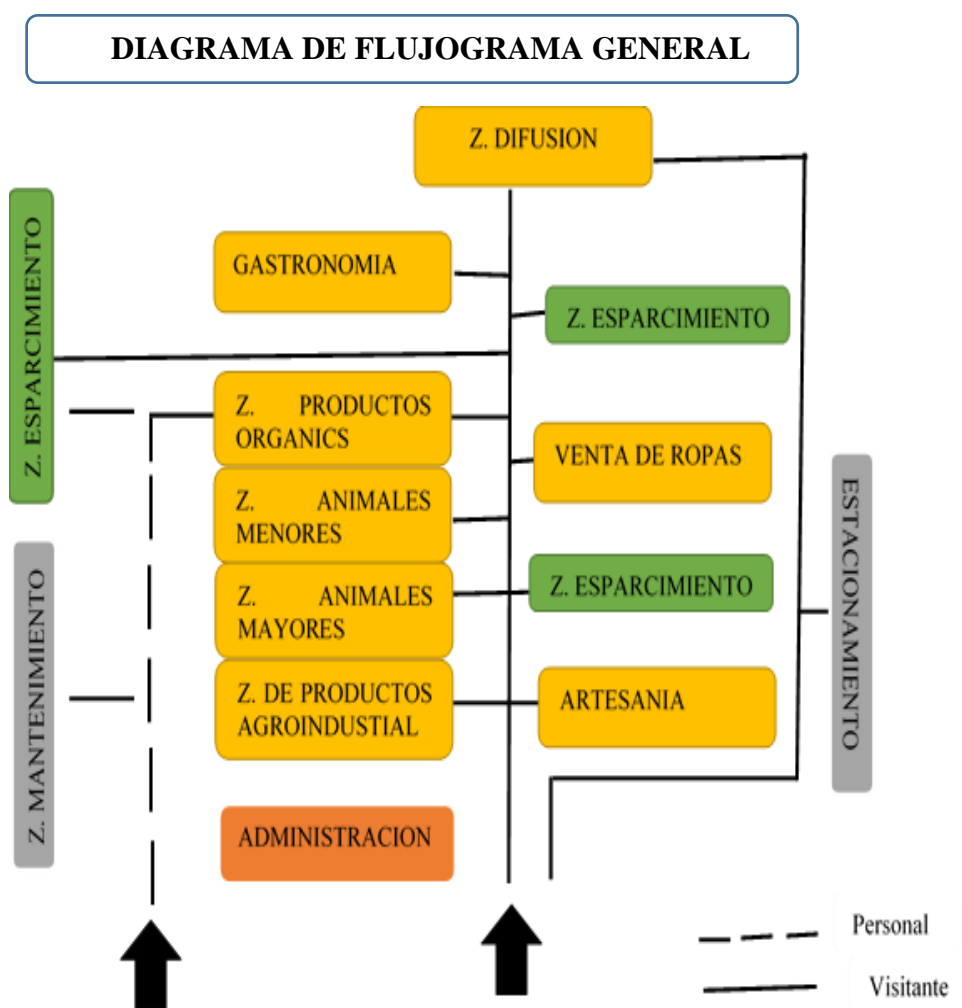 DIAGRAMA DE FLUJOGRAMA GENERAL
Z. DIFUSION
Z. ESPARCIMIENTO
GASTRONOMIA
Z. ESPARCIMIENTO
Z. PRODUCTOS
ORGANICS
VENTA DE ROPAS
Z. ANIMALES
MENORES
ESTACIONAMIENTO
Z. MANTENIMIENTO
Z. ANIMALES
MAYORES
Z. ESPARCIMIENTO
Z. DE PRODUCTOS
AGROINDUSTIAL
ARTESANIA
ADMINISTRACION
Personal
Visitante